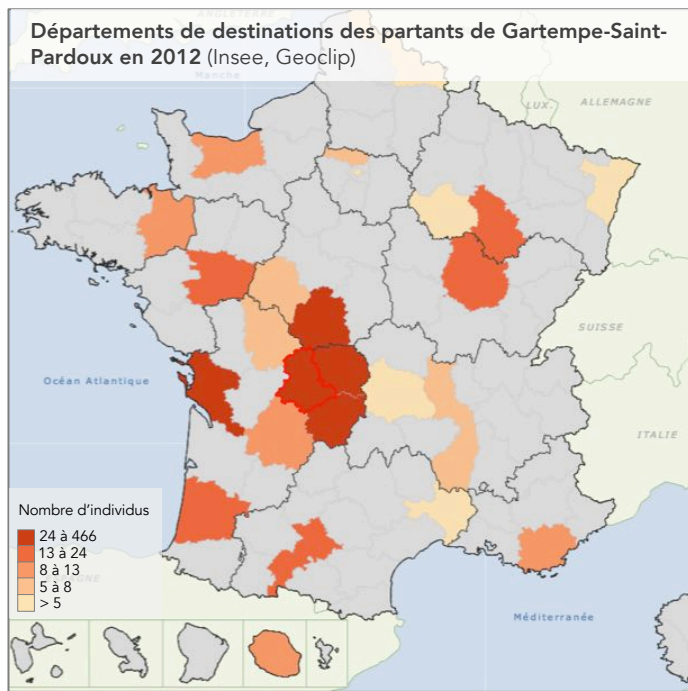 ANGLETERRE
Départements de destinations des partants de Gartempe-Saint-
Pardoux en 2012 (Insee, Geoclip)
Manche
LUX.
ALLEMAGNE
SUISSE
Océan Atlantique
ITALIE
Nombre d'individus
24 à 466
13 à 24
8 à 13
5 à 8
> 5
Méditerranée